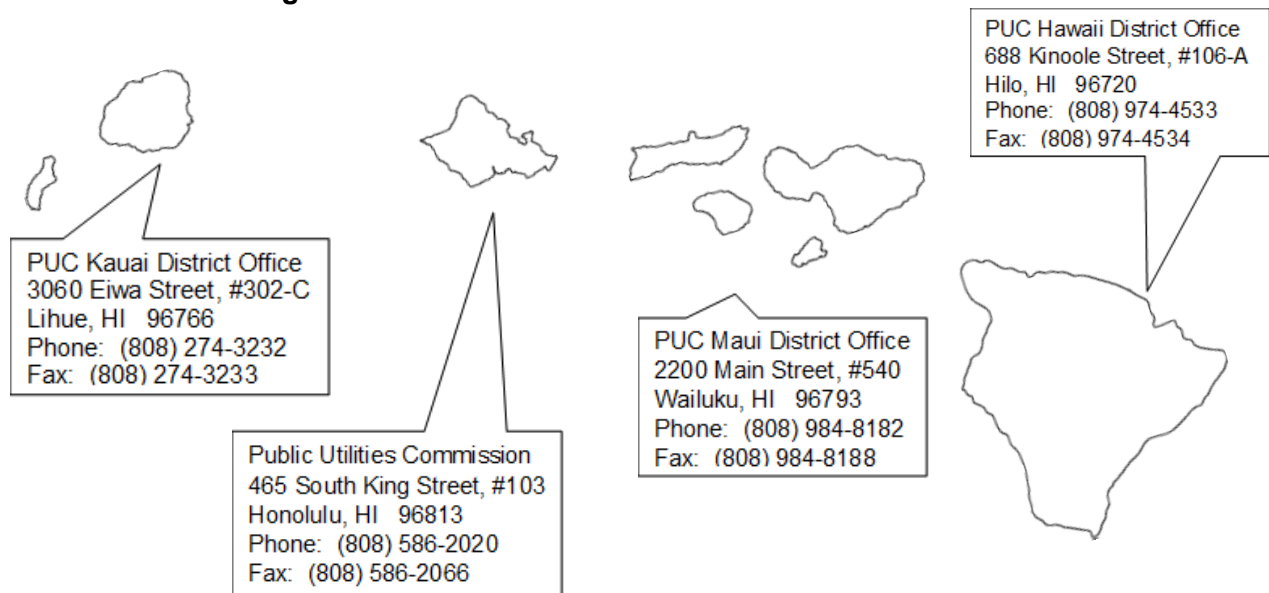 PUC Hawaii District Office
688 Kinoole Street, #106-A
Hilo, HI 96720
Phone: (808) 974-4533
Fax: (808) 974-4534
PUC Kauai District Office
3060 Eiwa Street, #302-C
Lihue, HI 96766
Phone: (808) 274-3232
Fax: (808) 274-3233
PUC Maui District Office
2200 Main Street, #540
Wailuku, HI 96793
Phone: (808) 984-8182
Fax: (808) 984-8188
Public Utilities Commission
465 South King Street, #103
Honolulu, HI 96813
Phone: (808) 586-2020
Fax: (808) 586-2066